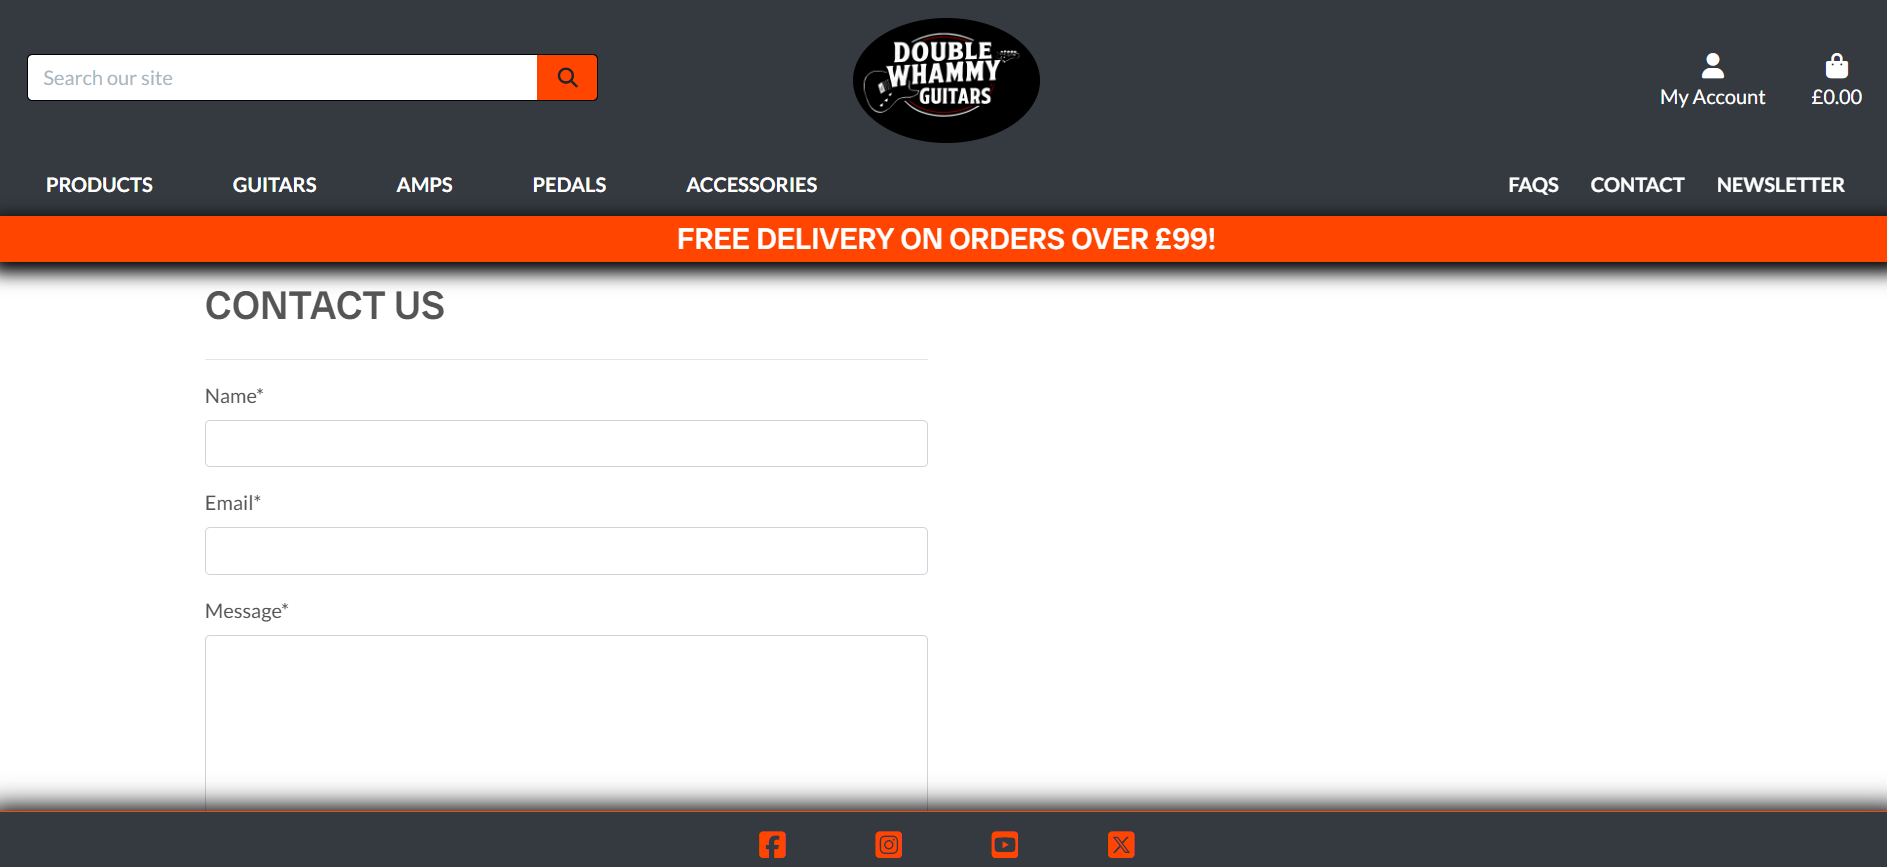 Search our site
DOUBLE
WHAMMY
GUITARS
My Account
£0.00
PRODUCTS
GUITARS
AMPS
PEDALS
ACCESSORIES
FAQS
CONTACT
NEWSLETTER
FREE DELIVERY ON ORDERS OVER £99!
CONTACT US
Name*
Email*
Message*